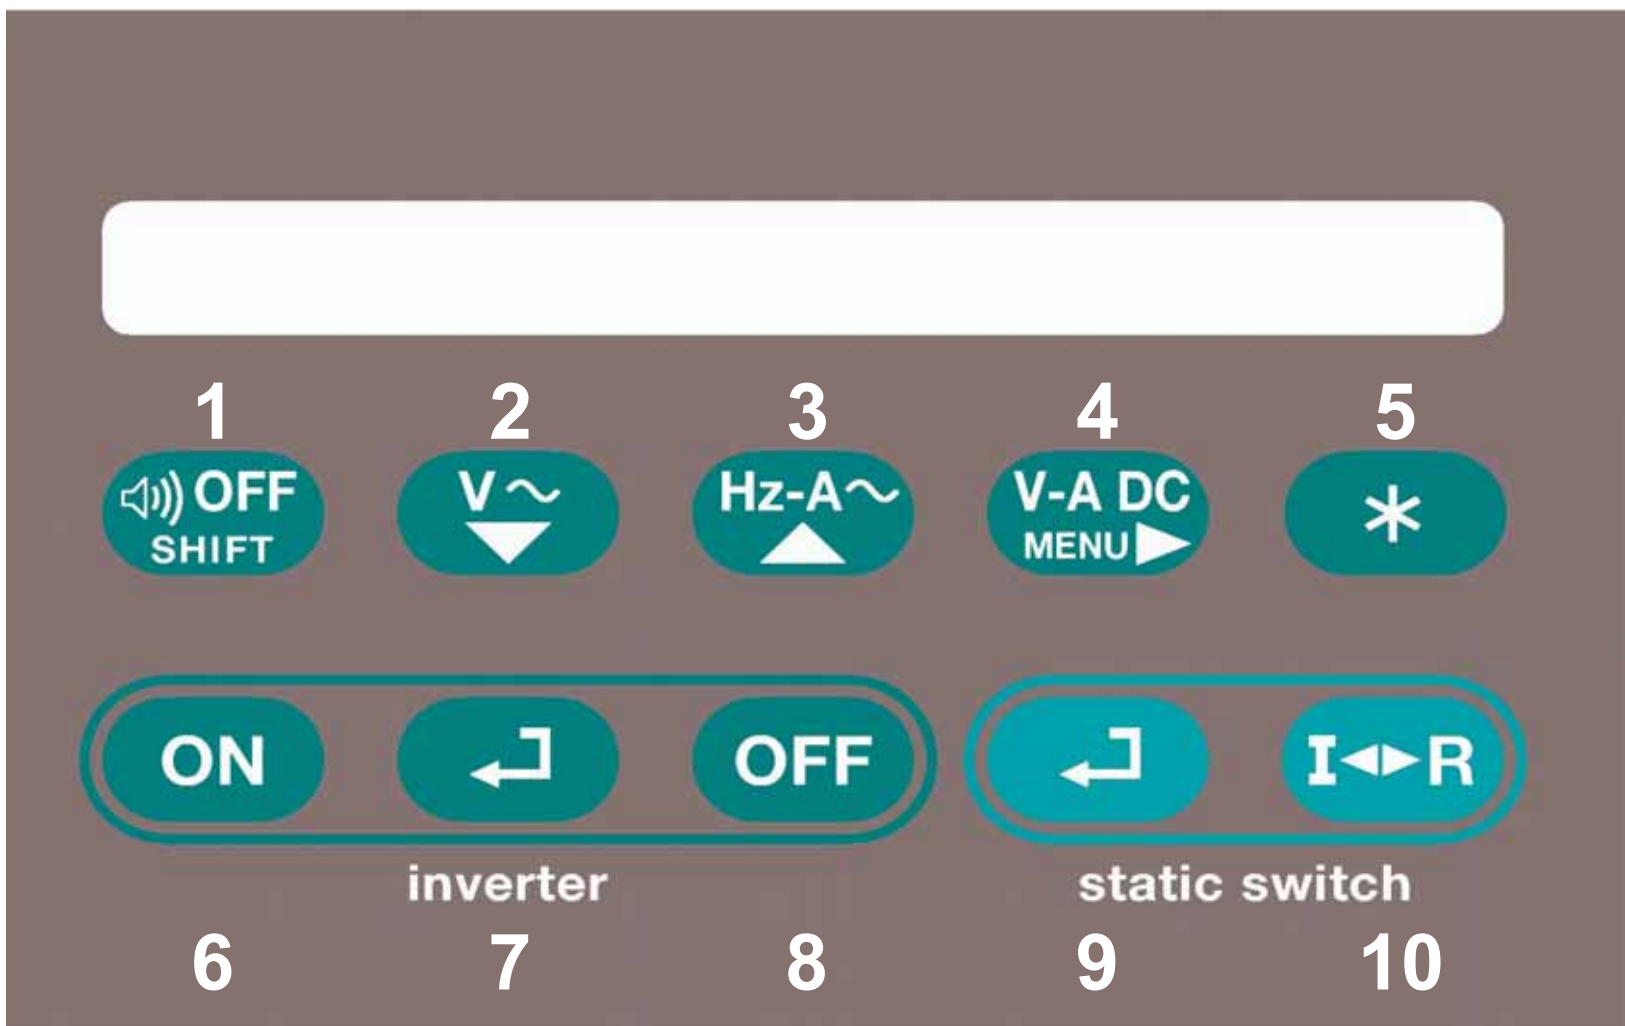 1 2 3 4 5
OFF V~ Hz-A~ V-A DC *
SHIFT MENU
ON OFF I◄►R
inverter static switch
6 7 8 9 10